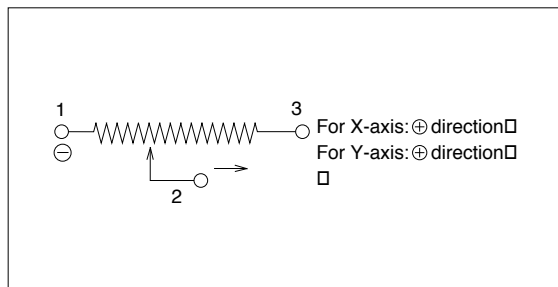 1
3
For X-axis: ⊕ direction□
⊖
For Y-axis: ⊕ direction□
2
□